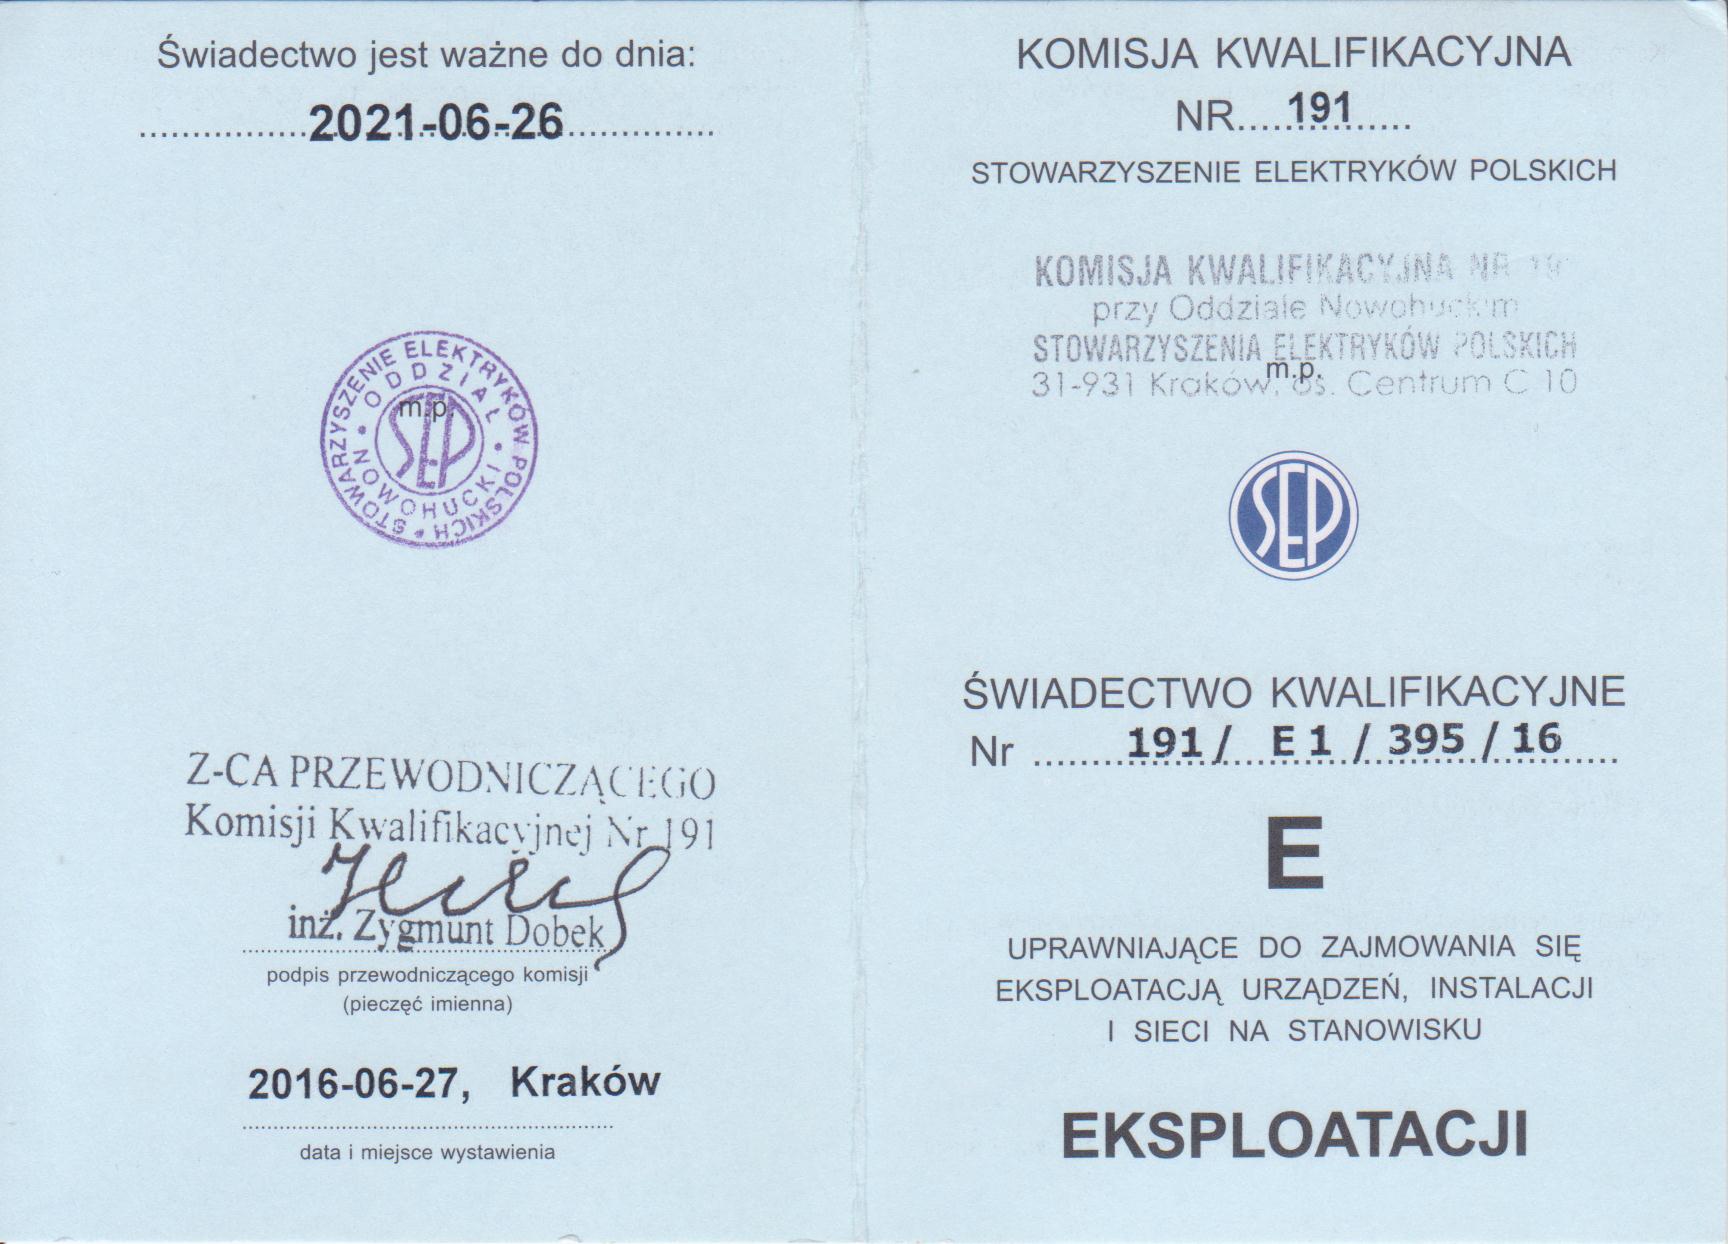 Świadectwo jest ważne do dnia:
2021-06-26
STOWARZYSZENIE ELEKTRYKÓW POLSKICH *
ODDZIAŁ • NOWOHUCKI •
m.p.
SEP
Z-CA PRZEWODNICZĄCEGO
Komisji Kwalifikacyjnej Nr 191
inż. Zygmunt Dobek
podpis przewodniczącego komisji
(pieczęć imienna)
2016-06-27, Kraków
data i miejsce wystawienia
KOMISJA KWALIFIKACYJNA
NR....191....
STOWARZYSZENIE ELEKTRYKÓW POLSKICH
KOMISJA KWALIFIKACYJNA NR 191
przy Oddziale Nowohuckim
STOWARZYSZENIA ELEKTRYKÓW POLSKICH
m.p.
31-931 Kraków, os. Centrum C 10
SEP
ŚWIADECTWO KWALIFIKACYJNE
Nr 191 / E 1 / 395 / 16
E
UPRAWNIAJĄCE DO ZAJMOWANIA SIĘ
EKSPLOATACJĄ URZĄDZEŃ, INSTALACJI
I SIECI NA STANOWISKU
EKSPLOATACJI